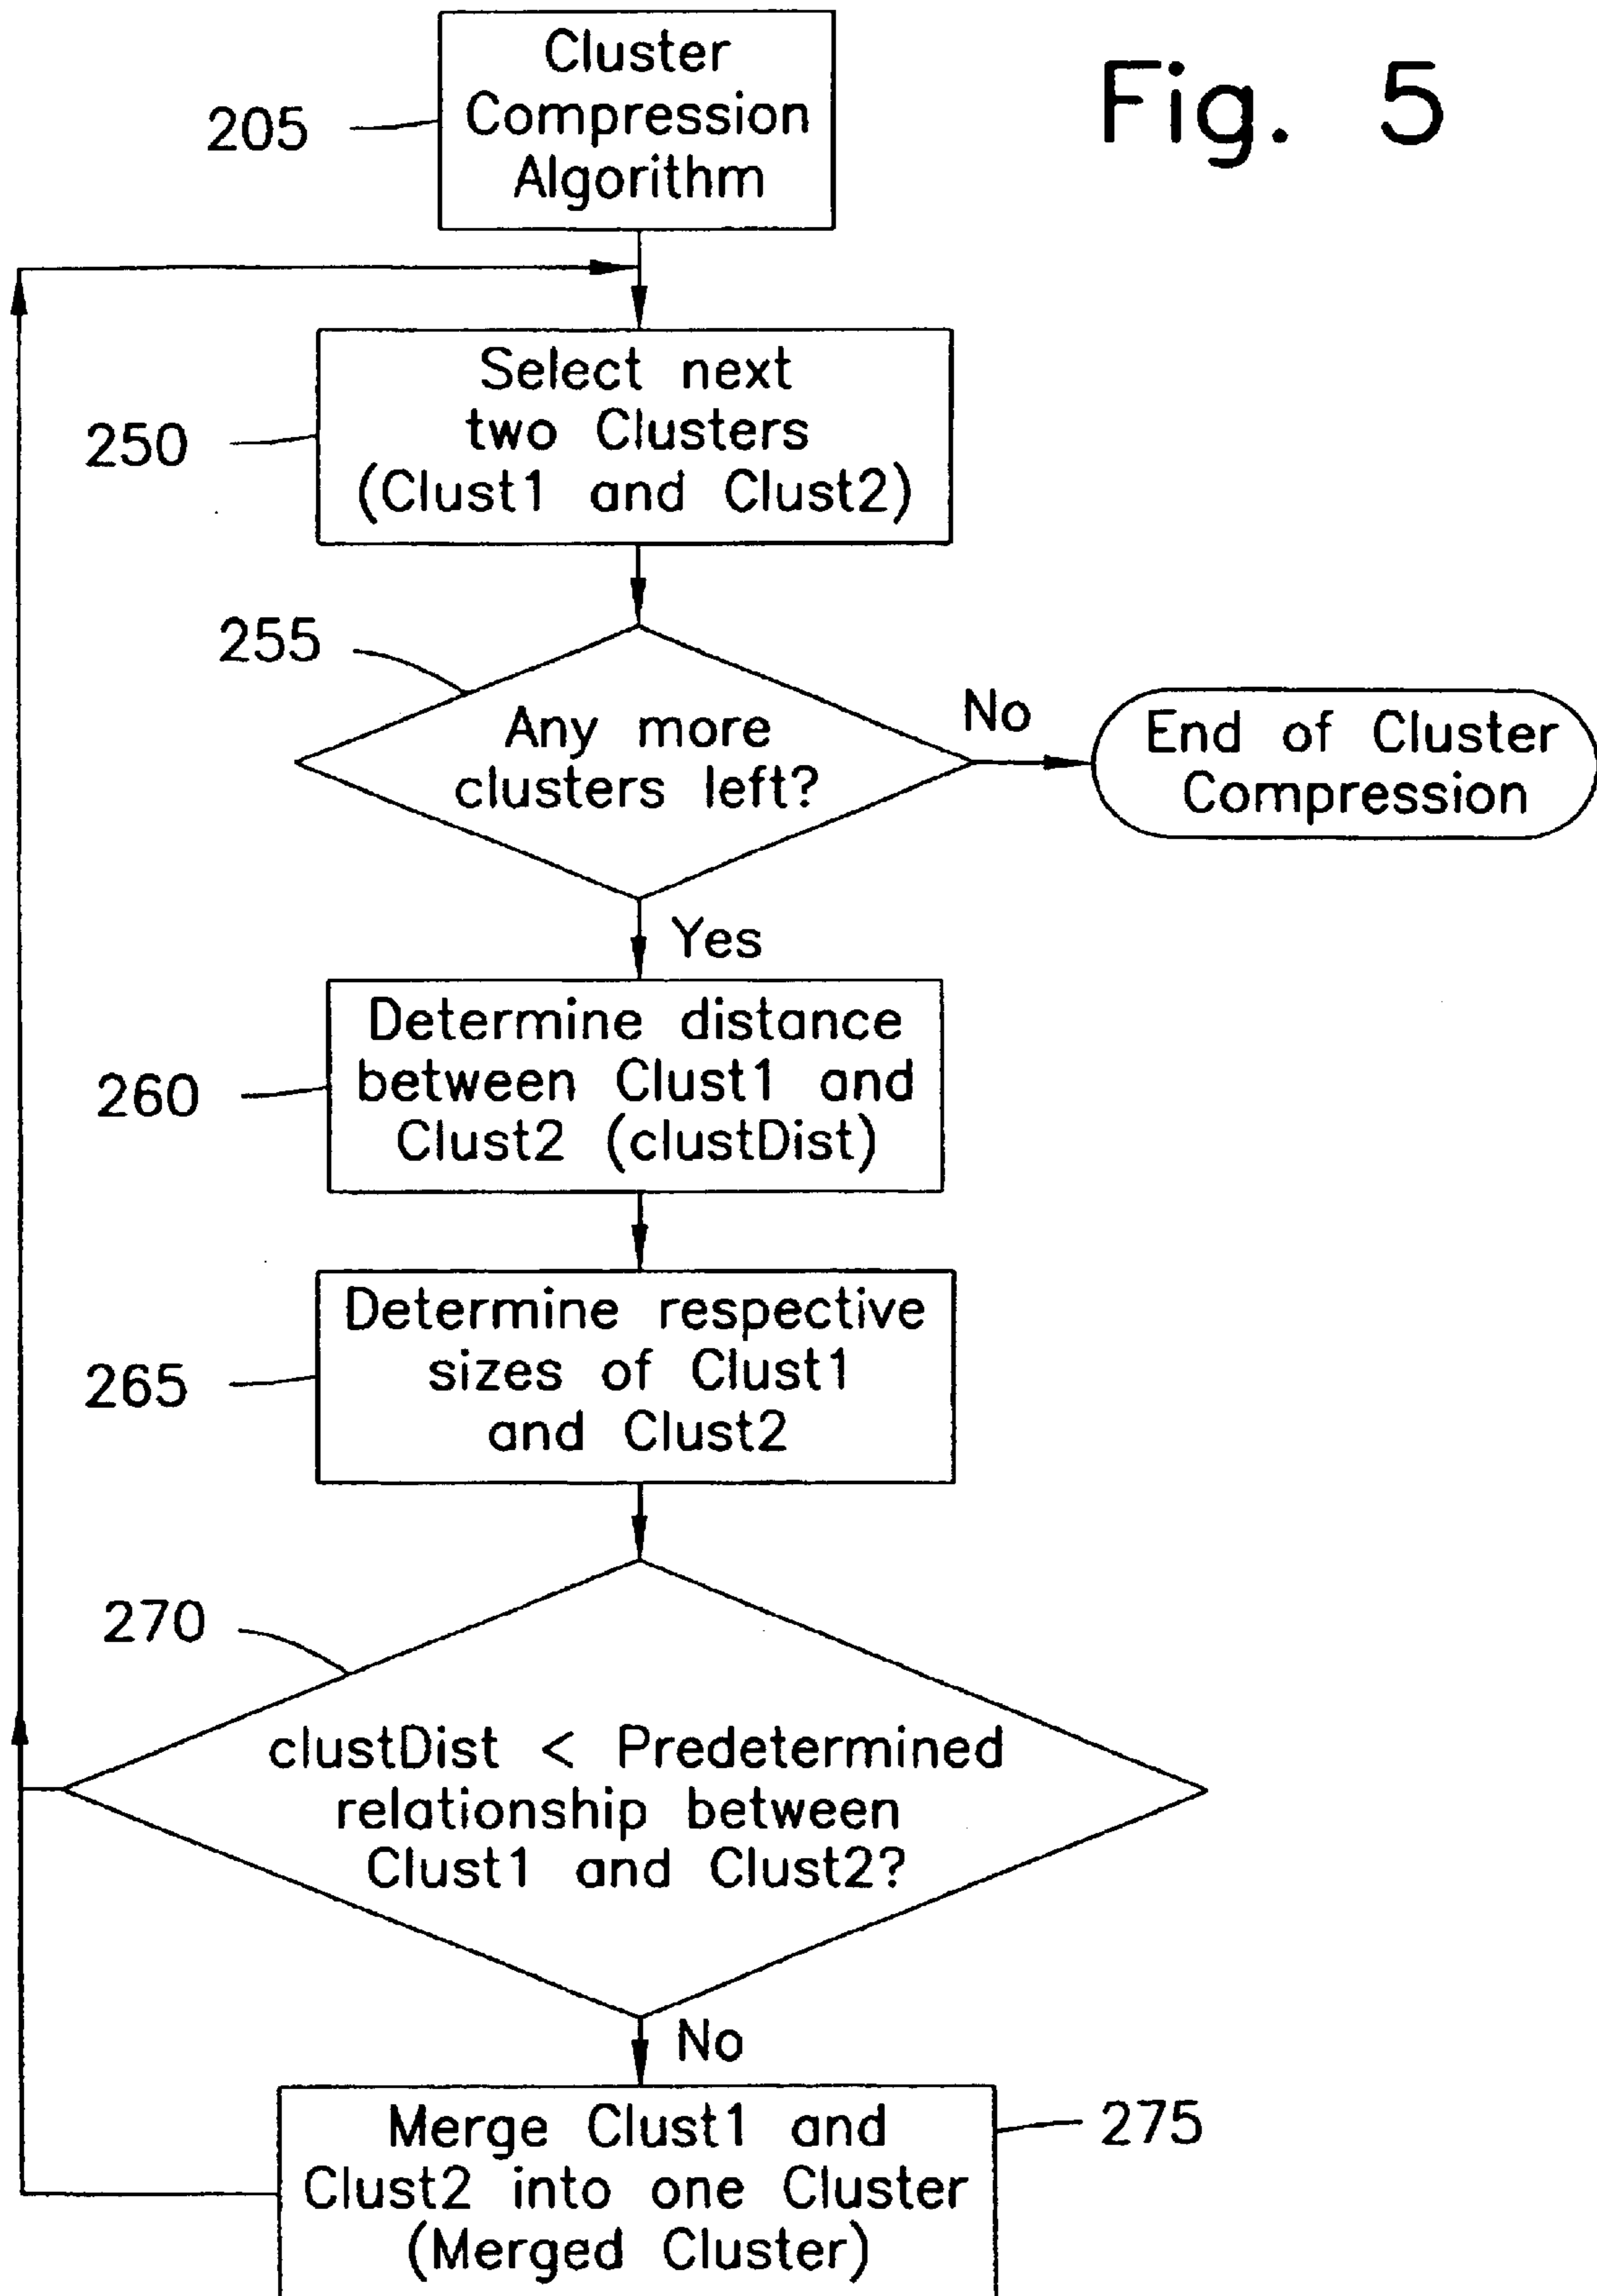 Fig. 5
Cluster
Compression
Algorithm
205
Select next
two Clusters
(Clust1 and Clust2)
250
255
Any more
clusters left?
No
End of Cluster
Compression
Yes
Determine distance
between Clust1 and
Clust2 (clustDist)
260
Determine respective
sizes of Clust1
and Clust2
265
270
clustDist < Predetermined
relationship between
Clust1 and Clust2?
No
Merge Clust1 and
Clust2 into one Cluster
(Merged Cluster)
275